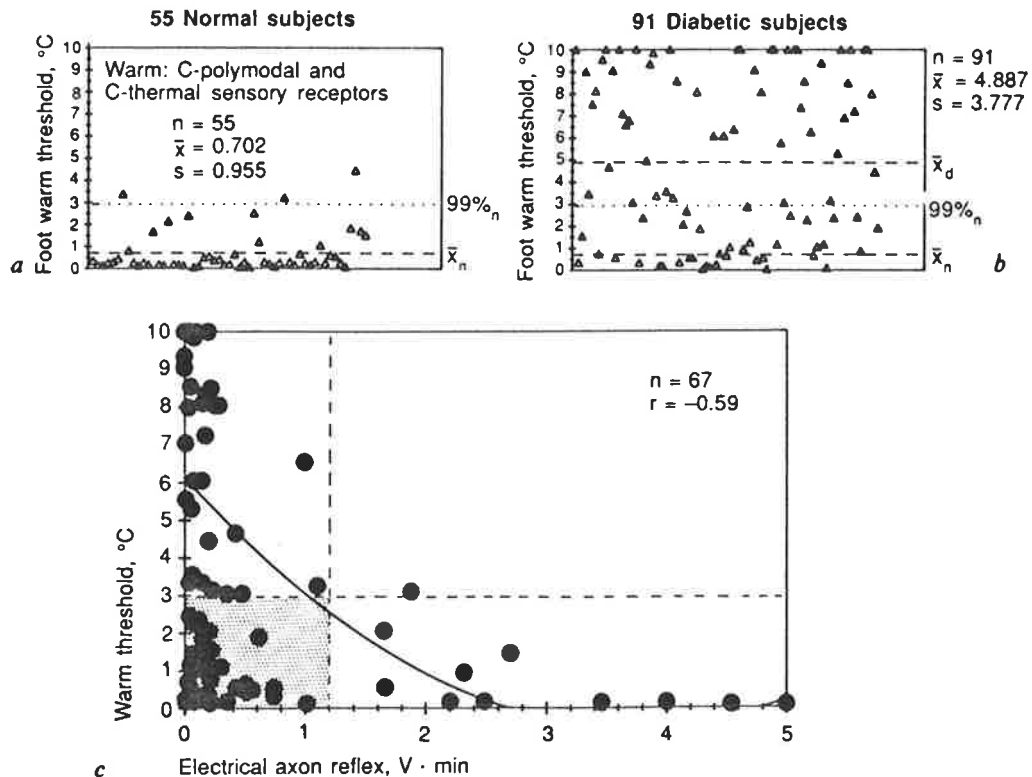 55 Normal subjects
a
Foot warm threshold, °C
10
9
8
7
6
5
4
3
2
1
0
Warm: C-polymodal and
C-thermal sensory receptors
n = 55
x̄ = 0.702
s = 0.955
99%n
x̄n
91 Diabetic subjects
Foot warm threshold, °C
10
9
8
7
6
5
4
3
2
1
0
n = 91
x̄ = 4.887
s = 3.777
x̄d
99%n
x̄n
b
Warm threshold, °C
10
9
8
7
6
5
4
3
2
1
0
n = 67
r = –0.59
0 1 2 3 4 5
c
Electrical axon reflex, V · min